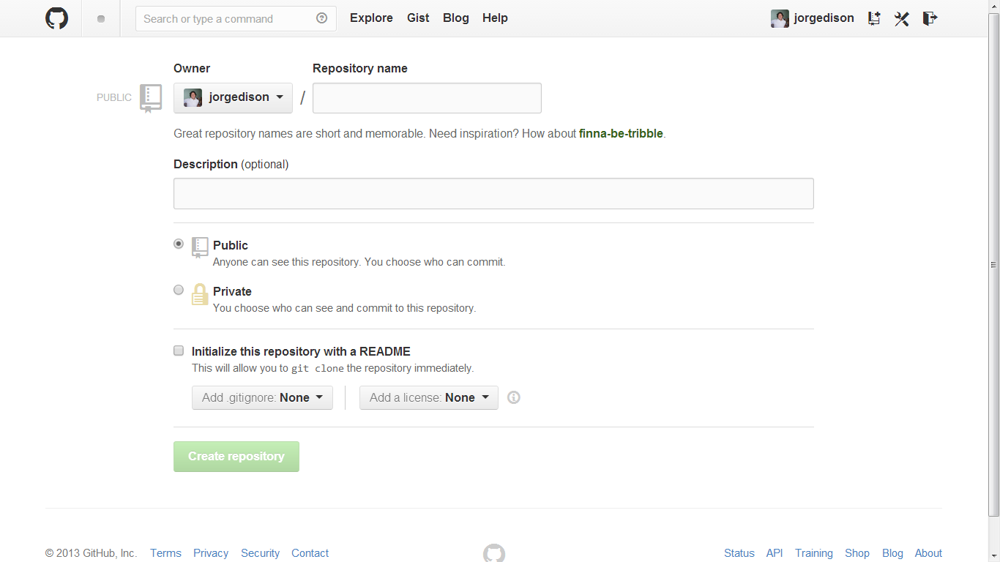 Search or type a command Explore Gist Blog Help jorgedison
Owner Repository name
PUBLIC jorgedison /
Great repository names are short and memorable. Need inspiration? How about finna-be-tribble.
Description (optional)
Public
Anyone can see this repository. You choose who can commit.
Private
You choose who can see and commit to this repository.
Initialize this repository with a README
This will allow you to git clone the repository immediately.
Add .gitignore: None Add a license: None
Create repository
© 2013 GitHub, Inc. Terms Privacy Security Contact Status API Training Shop Blog About